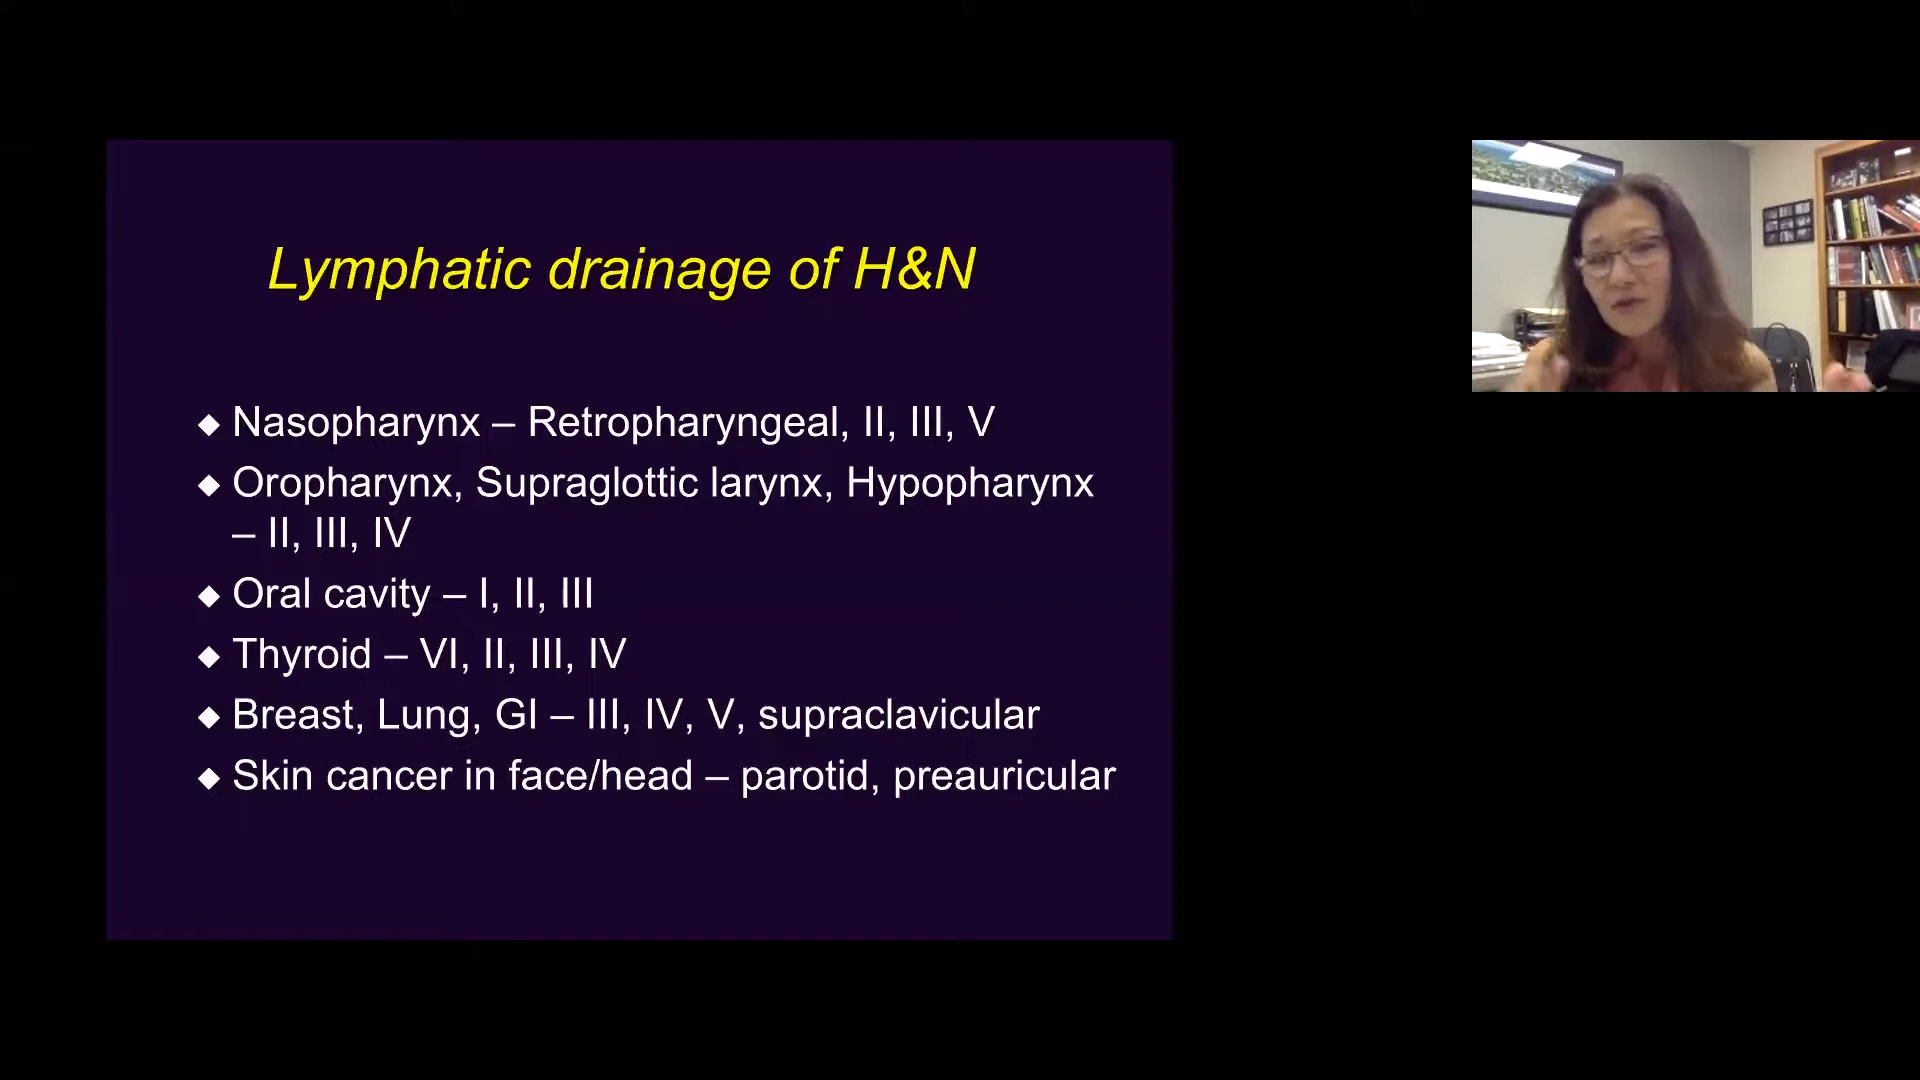 Lymphatic drainage of H&N
◆ Nasopharynx – Retropharyngeal, II, III, V
◆ Oropharynx, Supraglottic larynx, Hypopharynx
– II, III, IV
◆ Oral cavity – I, II, III
◆ Thyroid – VI, II, III, IV
◆ Breast, Lung, GI – III, IV, V, supraclavicular
◆ Skin cancer in face/head – parotid, preauricular